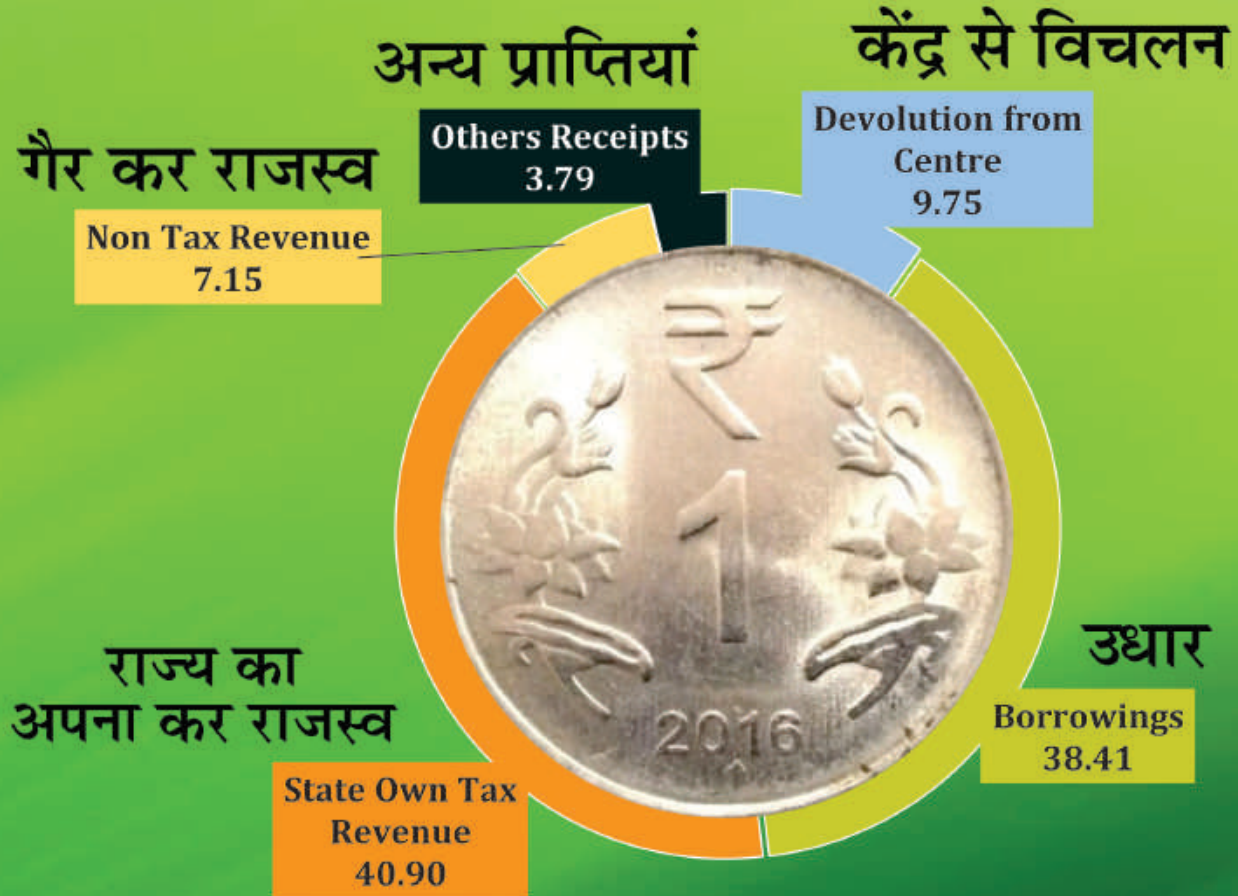 अन्य प्राप्तियां
Others Receipts
3.79
केंद्र से विचलन
Devolution from
Centre
9.75
गैर कर राजस्व
Non Tax Revenue
7.15
₹
1
2016
उधार
Borrowings
38.41
राज्य का
अपना कर राजस्व
State Own Tax
Revenue
40.90